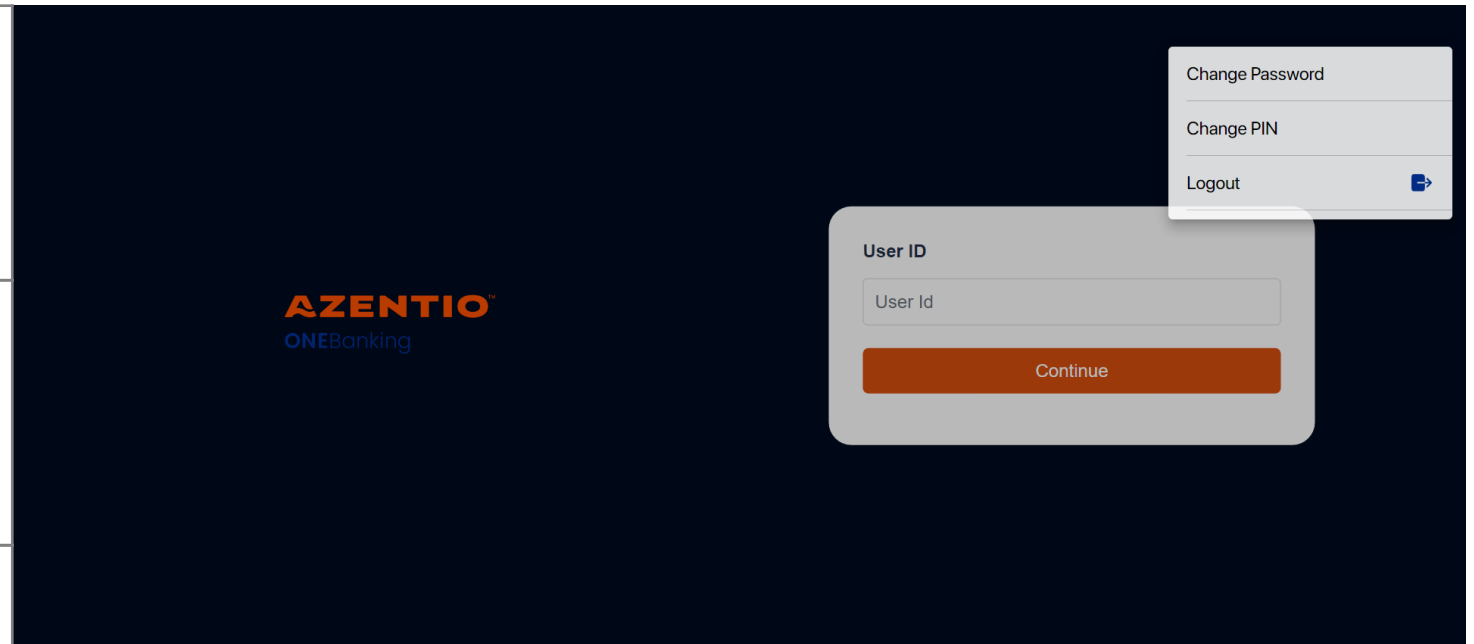 Change Password
Change PIN
Logout
User ID
User Id
Continue
AZENTIO™
ONEBanking